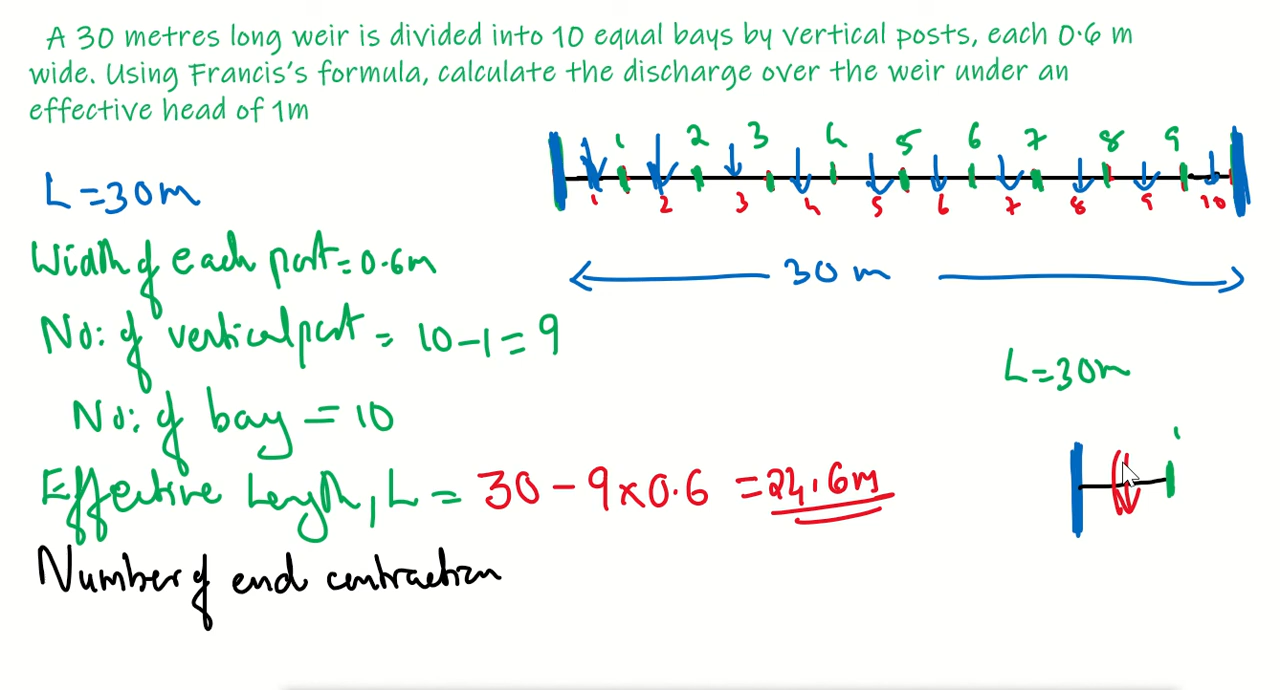 A 30 metres long weir is divided into 10 equal bays by vertical posts, each 0.6 m
wide. Using Francis's formula, calculate the discharge over the weir under an
effective head of 1m
1 2 3 4 5 6 7 8 9
1 2 3 4 5 6 7 8 9 10
L=30m
30 m
Width of each post=0.6m
No: of vertical post = 10-1=9
L=30m
No: of bay = 10
1
Effective Length, L = 30-9×0.6 =24.6m
Number of end contraction